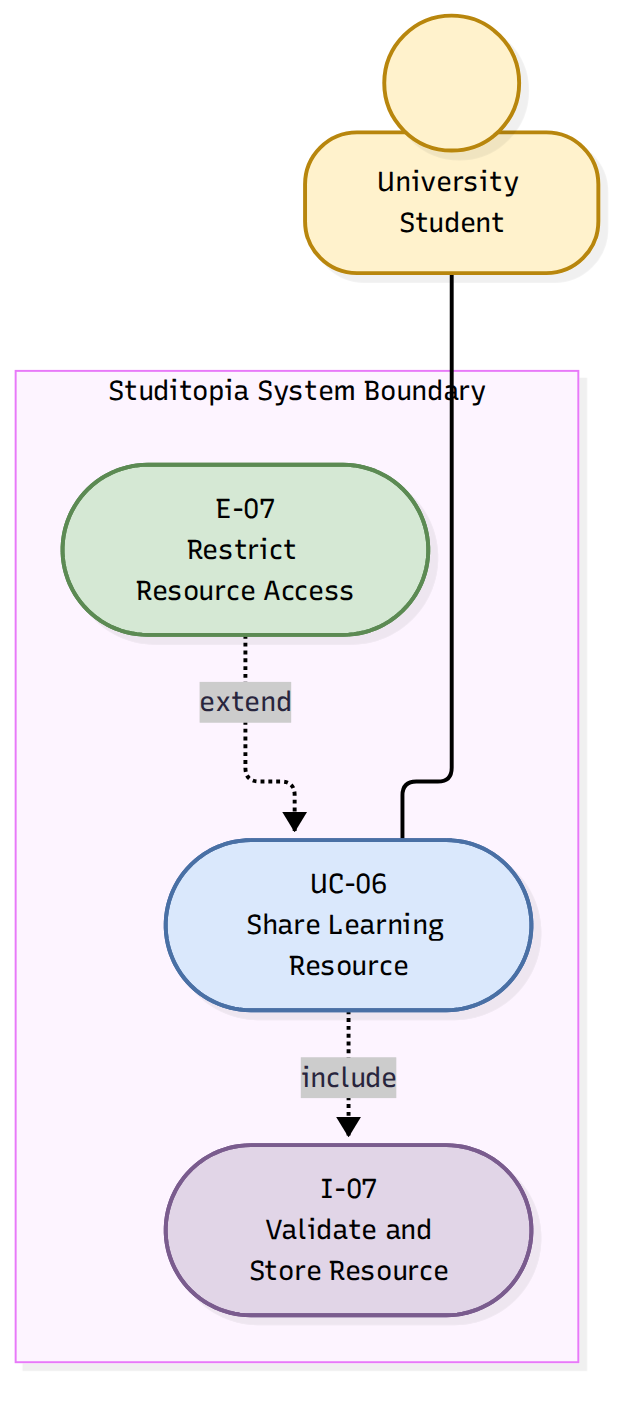 University
Student
Studitopia System Boundary
E-07
Restrict
Resource Access
extend
UC-06
Share Learning
Resource
include
I-07
Validate and
Store Resource